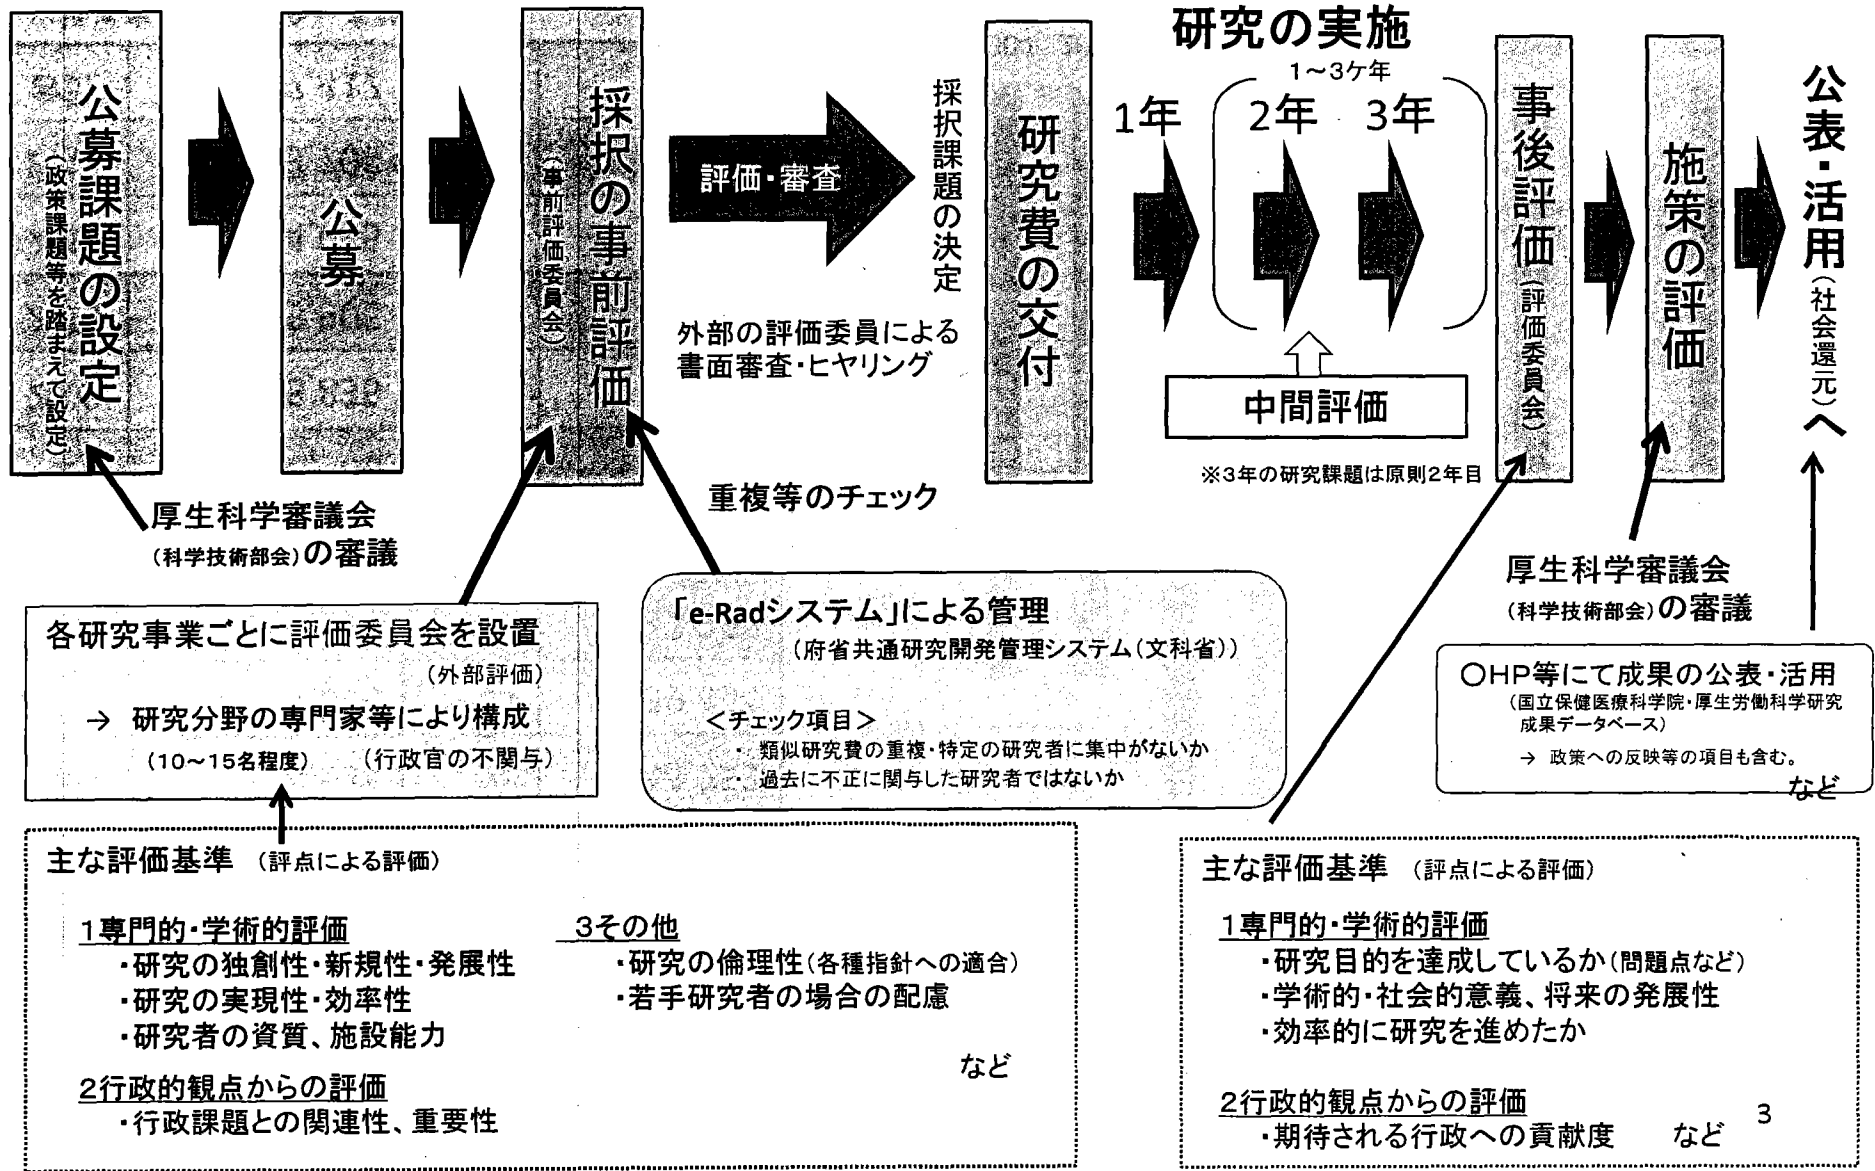 公募課題の設定
（政策課題等を踏まえて設定）
公募
採択の事前評価
（事前評価委員会）
評価・審査
採択課題の決定
外部の評価委員による
書面審査・ヒヤリング
研究費の交付
研究の実施
1～3ケ年
1年
2年
3年
中間評価
※3年の研究課題は原則2年目
事後評価（評価委員会）
施策の評価
公表・活用（社会還元）へ
厚生科学審議会
（科学技術部会）の審議
重複等のチェック
厚生科学審議会
（科学技術部会）の審議
各研究事業ごとに評価委員会を設置
（外部評価）
→ 研究分野の専門家等により構成
（10～15名程度） （行政官の不関与）
「e-Radシステム」による管理
（府省共通研究開発管理システム（文科省））
＜チェック項目＞
・ 類似研究費の重複・特定の研究者に集中がないか
・ 過去に不正に関与した研究者ではないか
〇HP等にて成果の公表・活用
（国立保健医療科学院・厚生労働科学研究
成果データベース）
→ 政策への反映等の項目も含む。
など
主な評価基準 （評点による評価）
1専門的・学術的評価
・研究の独創性・新規性・発展性
・研究の実現性・効率性
・研究者の資質、施設能力
2行政的観点からの評価
・行政課題との関連性、重要性
3その他
・研究の倫理性（各種指針への適合）
・若手研究者の場合の配慮
など
主な評価基準 （評点による評価）
1専門的・学術的評価
・研究目的を達成しているか（問題点など）
・学術的・社会的意義、将来の発展性
・効率的に研究を進めたか
2行政的観点からの評価
・期待される行政への貢献度 など
3